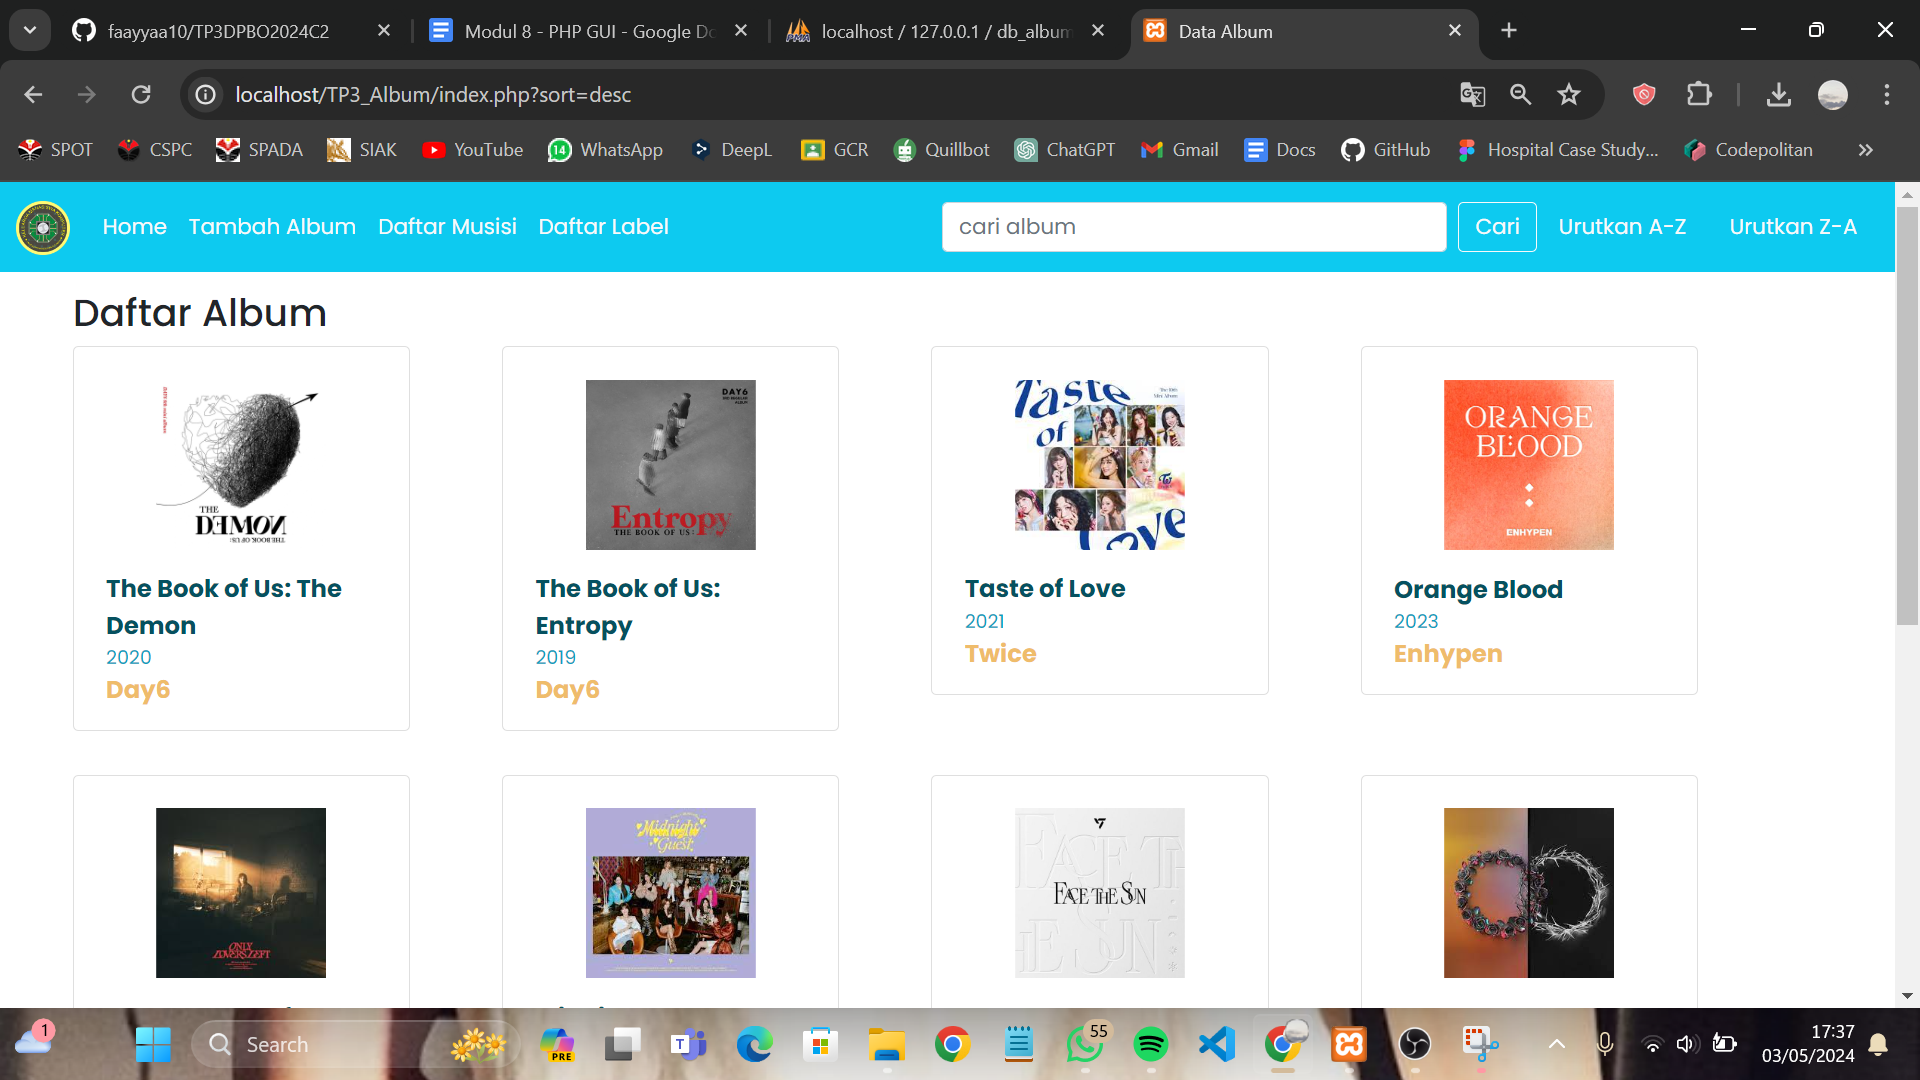 faayyaa10/TP3DPBO2024C2
Modul 8 - PHP GUI - Google Do
localhost / 127.0.0.1 / db_album
Data Album
localhost/TP3_Album/index.php?sort=desc
SPOT
CSPC
SPADA
SIAK
YouTube
14
WhatsApp
DeepL
GCR
Quillbot
ChatGPT
Gmail
Docs
GitHub
Hospital Case Study...
Codepolitan
Home
Tambah Album
Daftar Musisi
Daftar Label
cari album
Cari
Urutkan A-Z
Urutkan Z-A
Daftar Album
THE
DEMON
THE BOOK OF US:
DAY6
Entropy
THE BOOK OF US:
Taste
of
Love
ORANGE
BLOOD
ENHYPEN
The Book of Us: The
Demon
2020
Day6
The Book of Us:
Entropy
2019
Day6
Taste of Love
2021
Twice
Orange Blood
2023
Enhypen
ONLY
LOVERS LEFT
Midnight
Guest
FACE THE SUN
1
Search
PRE
55
17:37
03/05/2024